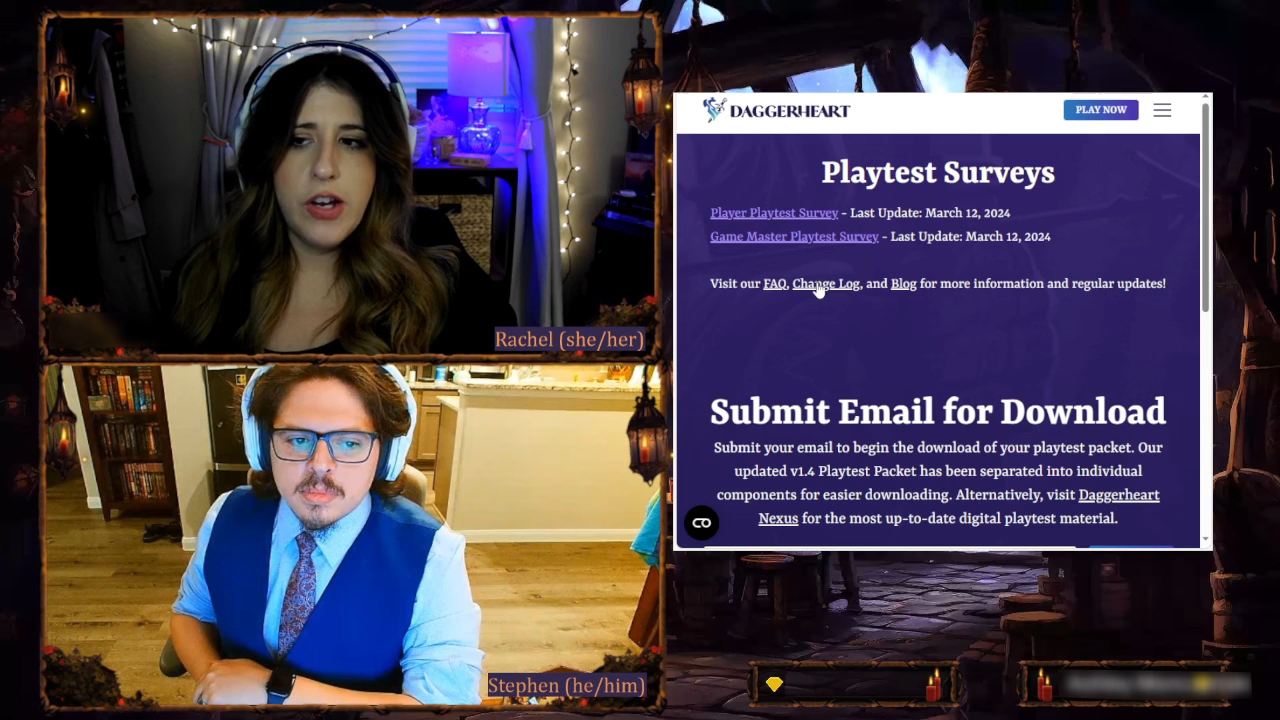 Rachel (she/her)
Stephen (he/him)
DAGGERHEART
PLAY NOW
Playtest Surveys
Player Playtest Survey - Last Update: March 12, 2024
Game Master Playtest Survey - Last Update: March 12, 2024
Visit our FAQ, Change Log, and Blog for more information and regular updates!
Submit Email for Download
Submit your email to begin the download of your playtest packet. Our
updated v1.4 Playtest Packet has been separated into individual
components for easier downloading. Alternatively, visit Daggerheart
Nexus for the most up-to-date digital playtest material.